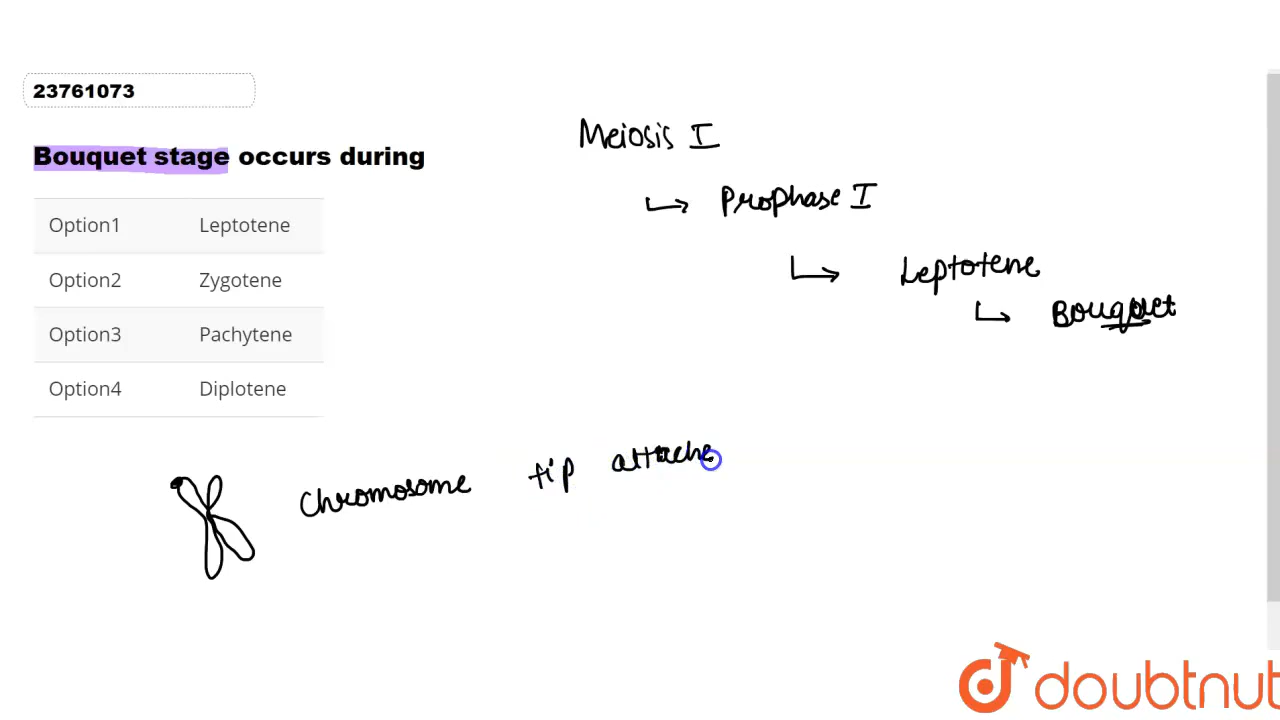 23761073
Bouquet stage occurs during
Option1 Leptotene
Option2 Zygotene
Option3 Pachytene
Option4 Diplotene
Meiosis I
Prophase I
Leptotene
Bouquet
Chromosome tip attache
doubtnut